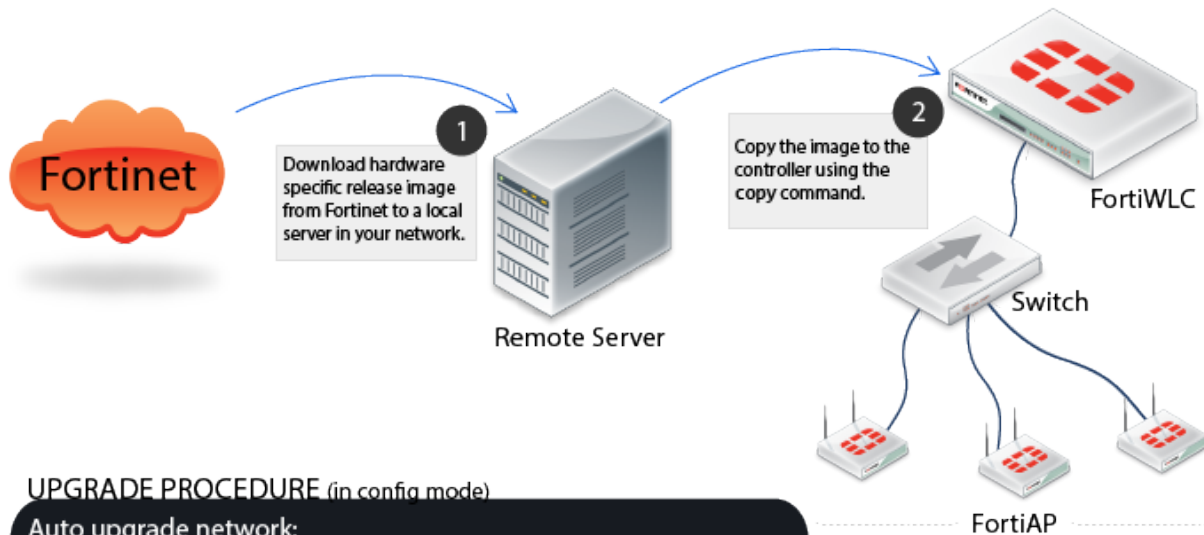 Fortinet
1
Download hardware
specific release image
from Fortinet to a local
server in your network.
Remote Server
2
Copy the image to the
controller using the
copy command.
FortiWLC
Switch
FortiAP
UPGRADE PROCEDURE (in config mode)
Auto upgrade network: